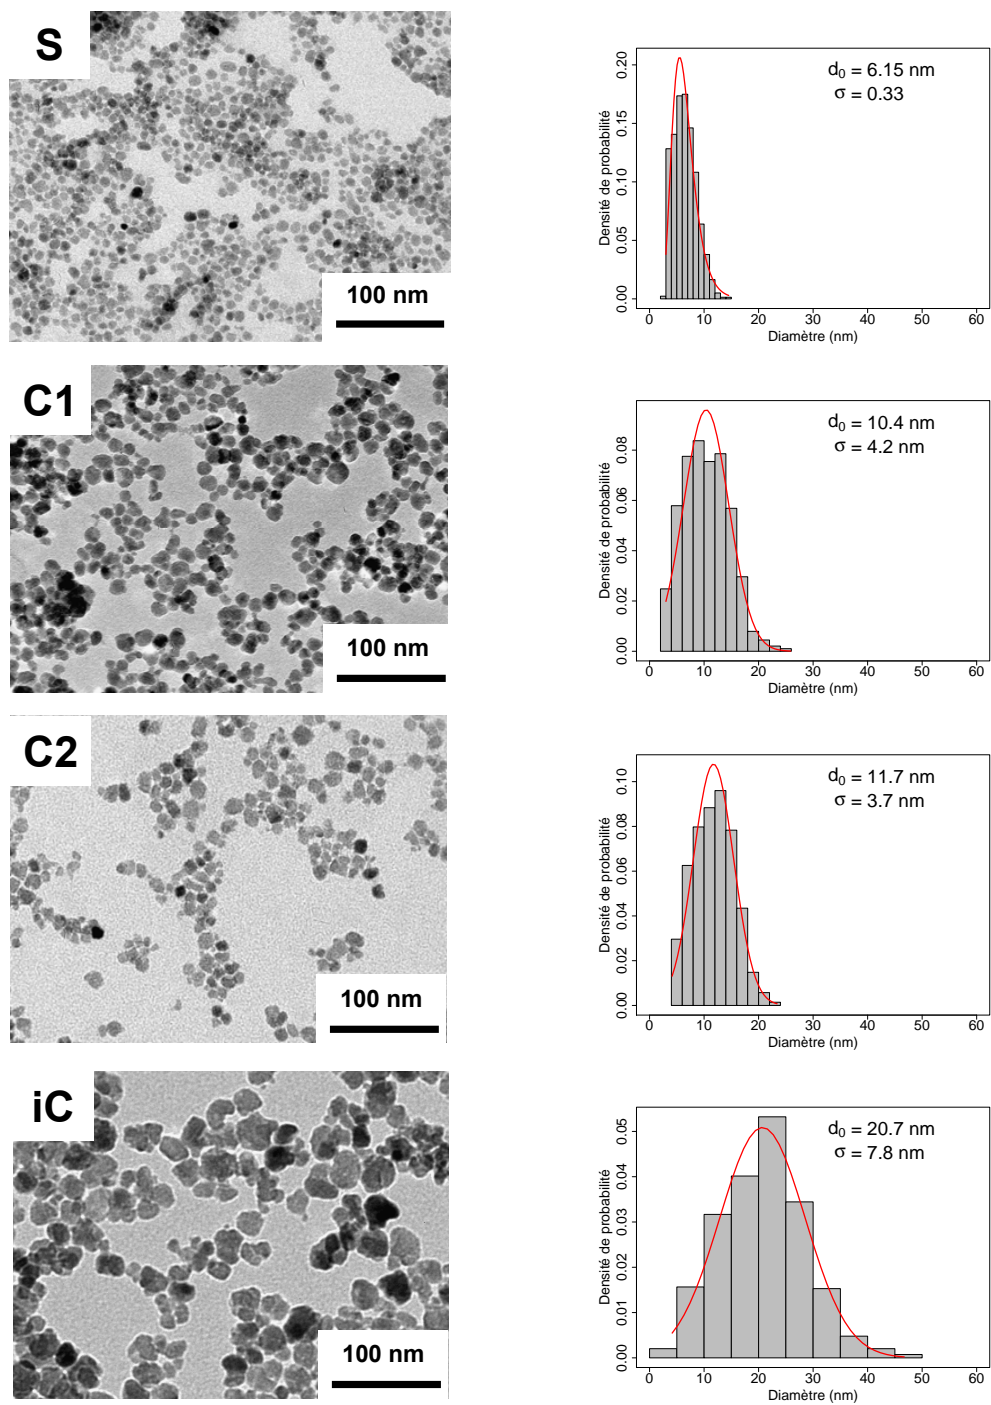 S
100 nm
d₀ = 6.15 nm
σ = 0.33
Densité de probabilité
0.00 0.05 0.10 0.15 0.20
0 10 20 30 40 50 60
Diamètre (nm)
C1
100 nm
d₀ = 10.4 nm
σ = 4.2 nm
Densité de probabilité
0.00 0.02 0.04 0.06 0.08
0 10 20 30 40 50 60
Diamètre (nm)
C2
100 nm
d₀ = 11.7 nm
σ = 3.7 nm
Densité de probabilité
0.00 0.02 0.04 0.06 0.08 0.10
0 10 20 30 40 50 60
Diamètre (nm)
iC
100 nm
d₀ = 20.7 nm
σ = 7.8 nm
Densité de probabilité
0.00 0.01 0.02 0.03 0.04 0.05
0 10 20 30 40 50 60
Diamètre (nm)